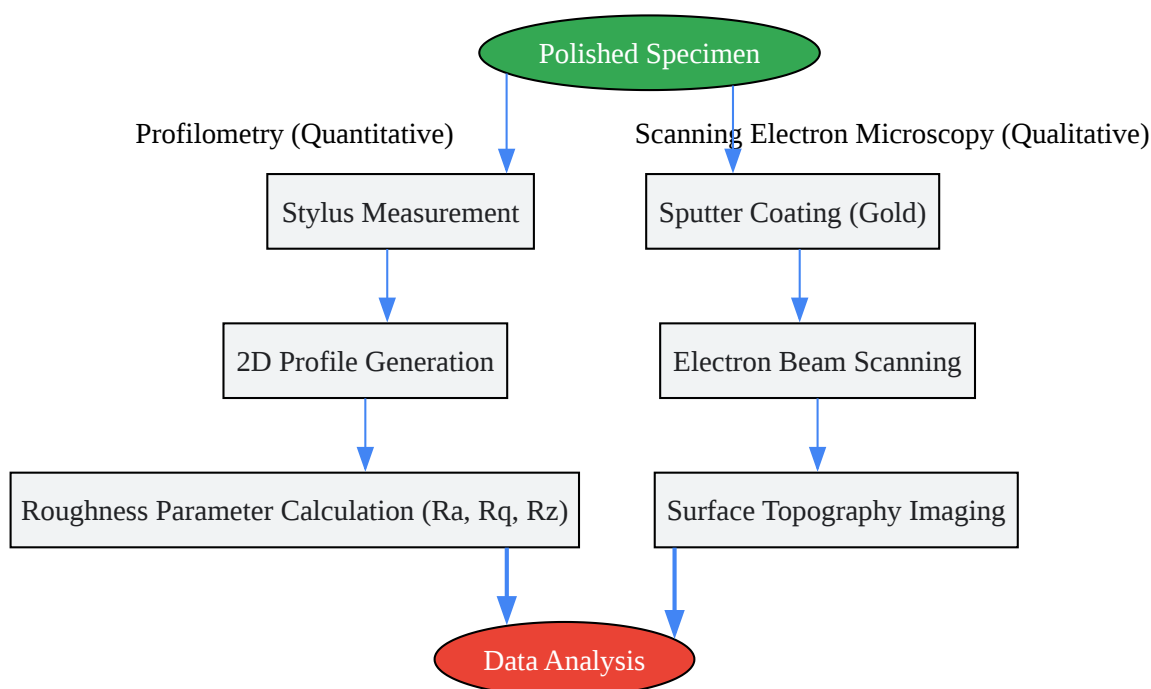 Polished Specimen
Profilometry (Quantitative)
Scanning Electron Microscopy (Qualitative)
Stylus Measurement
Sputter Coating (Gold)
2D Profile Generation
Electron Beam Scanning
Roughness Parameter Calculation (Ra, Rq, Rz)
Surface Topography Imaging
Data Analysis